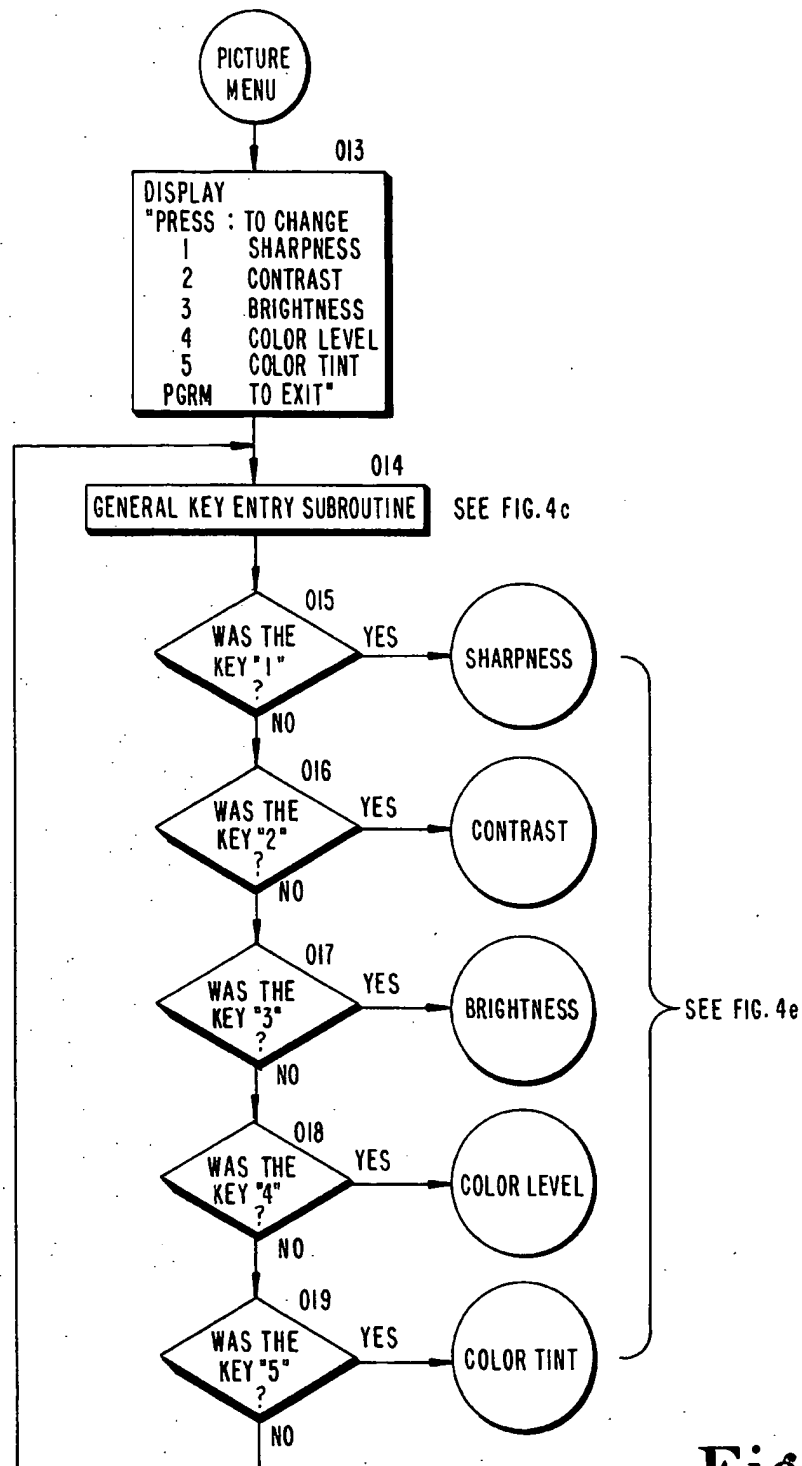 PICTURE
MENU
013
DISPLAY
"PRESS : TO CHANGE
1 SHARPNESS
2 CONTRAST
3 BRIGHTNESS
4 COLOR LEVEL
5 COLOR TINT
PGRM TO EXIT"
014
GENERAL KEY ENTRY SUBROUTINE SEE FIG. 4c
015
WAS THE
KEY "1"
?
YES
SHARPNESS
NO
016
WAS THE
KEY "2"
?
YES
CONTRAST
NO
017
WAS THE
KEY "3"
?
YES
BRIGHTNESS
SEE FIG. 4e
NO
018
WAS THE
KEY "4"
?
YES
COLOR LEVEL
NO
019
WAS THE
KEY "5"
?
YES
COLOR TINT
NO